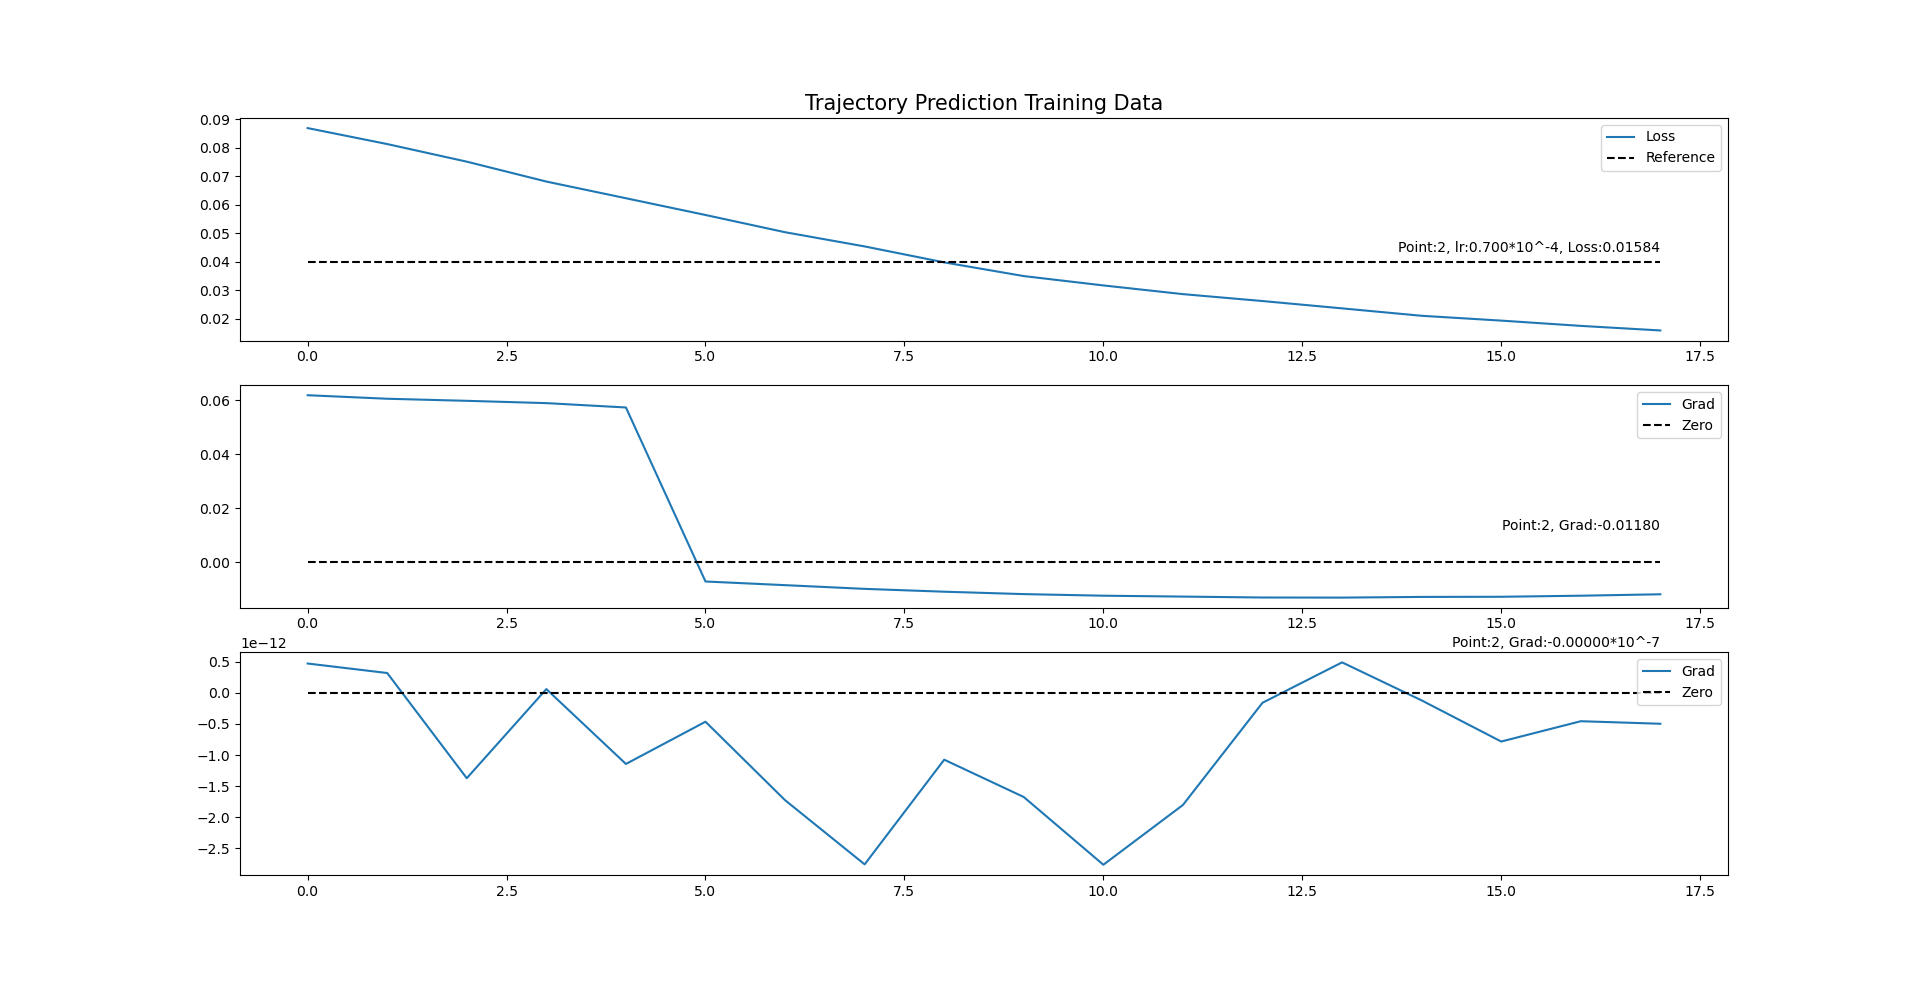 Trajectory Prediction Training Data
0.09
0.08
0.07
0.06
0.05
0.04
0.03
0.02
Loss
Reference
Point:2, lr:0.700*10^-4, Loss:0.01584
0.0 2.5 5.0 7.5 10.0 12.5 15.0 17.5
0.06
0.04
0.02
0.00
Grad
Zero
Point:2, Grad:-0.01180
0.0 2.5 5.0 7.5 10.0 12.5 15.0 17.5
1e−12
Point:2, Grad:-0.00000*10^-7
0.5
0.0
−0.5
−1.0
−1.5
−2.0
−2.5
Grad
Zero
0.0 2.5 5.0 7.5 10.0 12.5 15.0 17.5